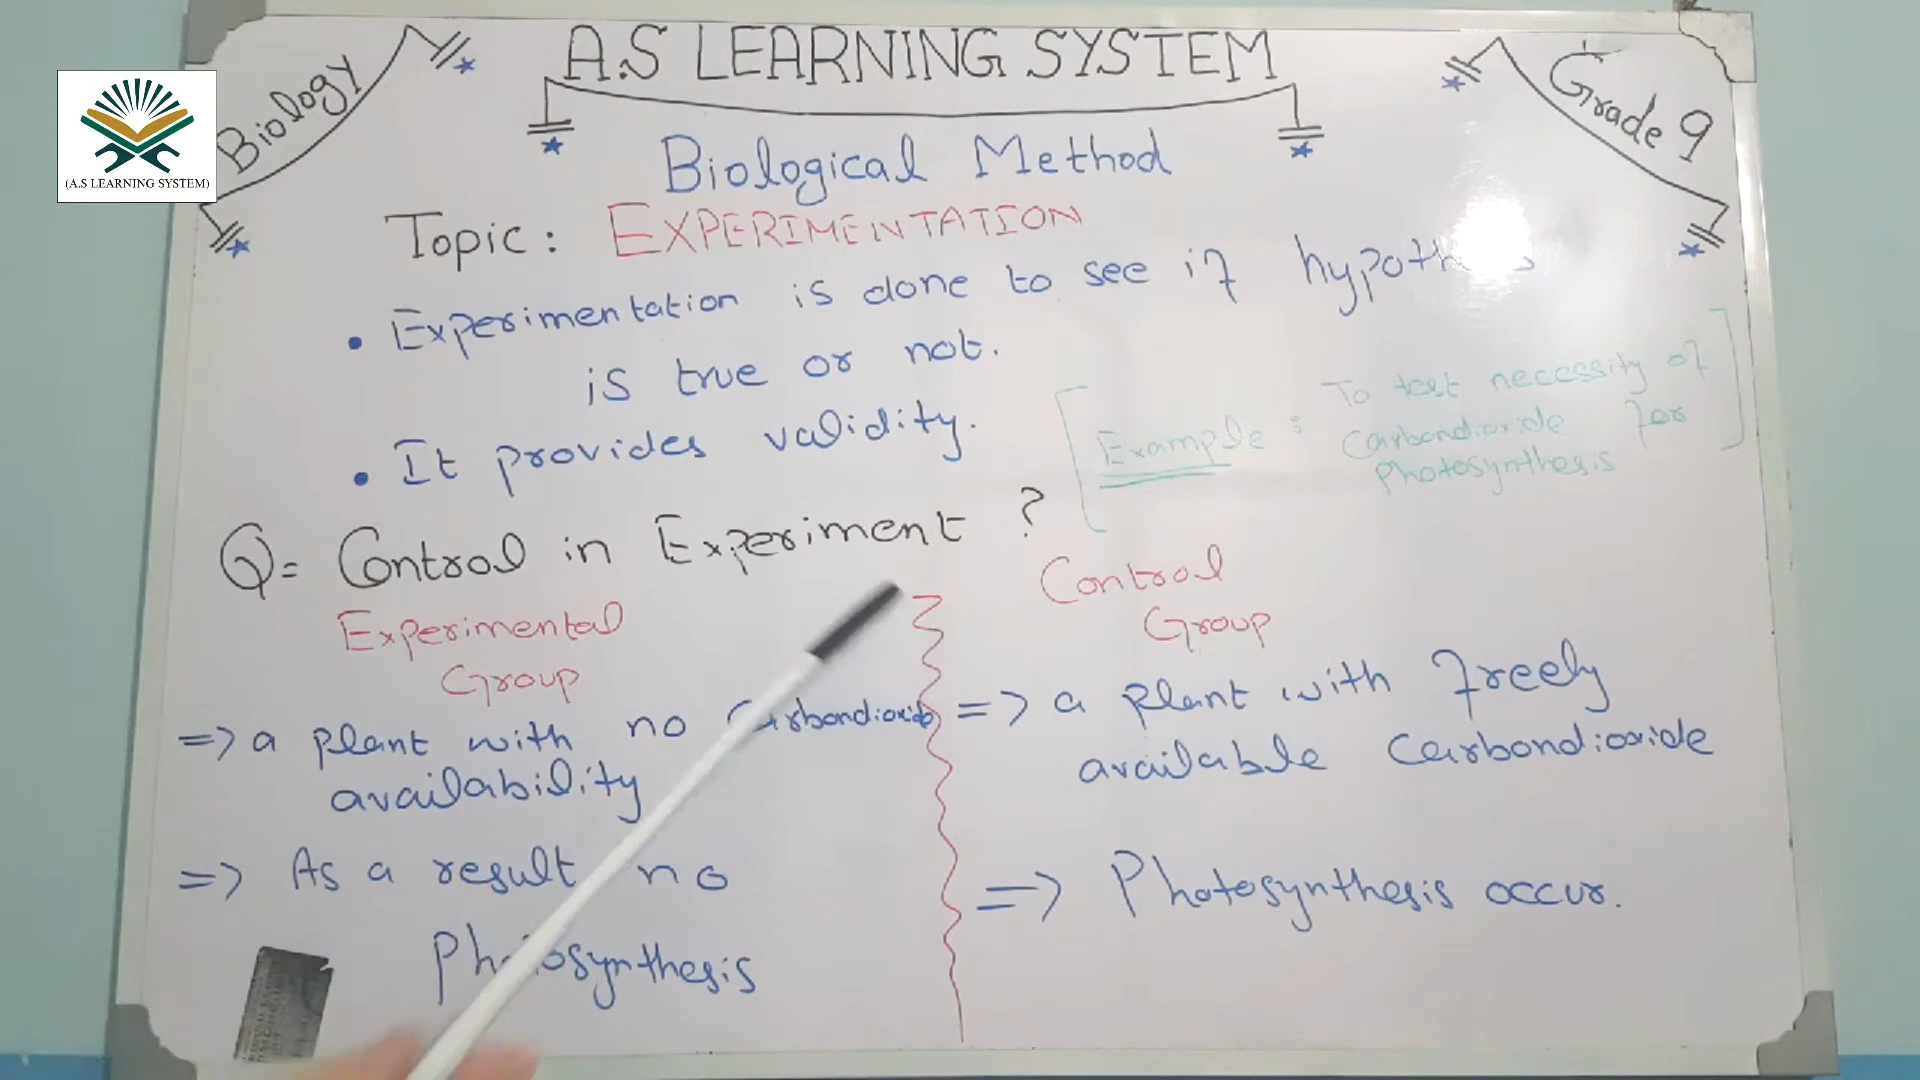 A.S LEARNING SYSTEM
Biology
Grade 9
(A.S LEARNING SYSTEM)
Biological Method
Topic: EXPERIMENTATION
• Experimentation is done to see if
is true or not.
• It provides validity.
Example: To test necessity of
Carbondioxide for
Photosynthesis
Q= Control in Experiment ?
Experimental
Group
=> a plant with no Carbondioxide
availability
=> As a result no
Photosynthesis
Control
Group
=> a plant with freely
available Carbondioxide
=> Photosynthesis occur.